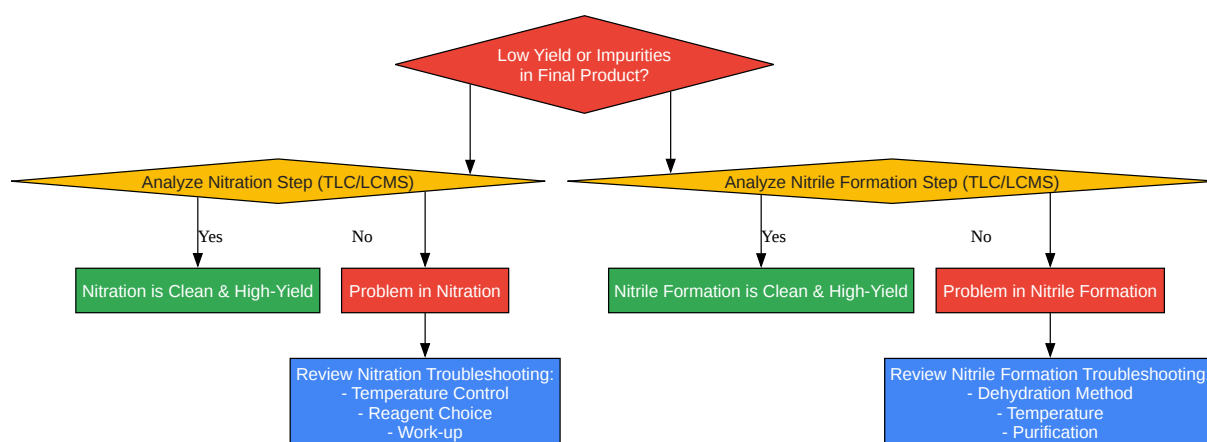 Low Yield or Impurities
in Final Product?
Analyze Nitration Step (TLC/LCMS)
Analyze Nitrile Formation Step (TLC/LCMS)
Yes
No
Yes
No
Nitration is Clean & High-Yield
Problem in Nitration
Nitrile Formation is Clean & High-Yield
Problem in Nitrile Formation
Review Nitration Troubleshooting:
- Temperature Control
- Reagent Choice
- Work-up
Review Nitrile Formation Troubleshooting:
- Dehydration Method
- Temperature
- Purification